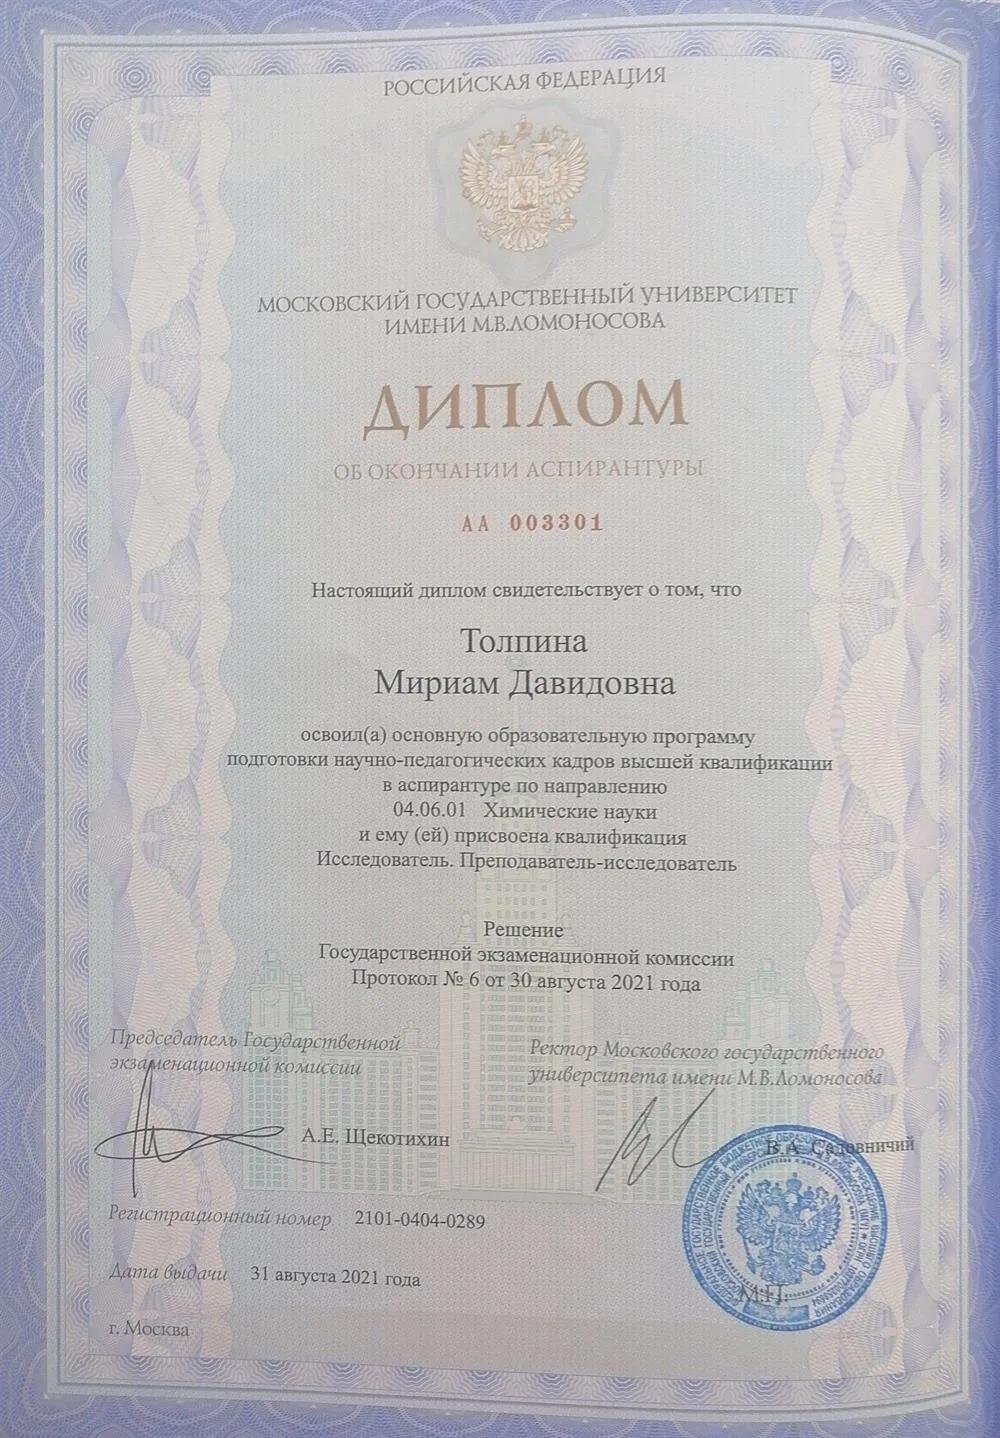 РОССИЙСКАЯ ФЕДЕРАЦИЯ
МОСКОВСКИЙ ГОСУДАРСТВЕННЫЙ УНИВЕРСИТЕТ
ИМЕНИ М.В.ЛОМОНОСОВА
ДИПЛОМ
ОБ ОКОНЧАНИИ АСПИРАНТУРЫ
АА 003301
Настоящий диплом свидетельствует о том, что
Толпина
Мириам Давидовна
освоил(а) основную образовательную программу
подготовки научно-педагогических кадров высшей квалификации
в аспирантуре по направлению
04.06.01 Химические науки
и ему (ей) присвоена квалификация
Исследователь. Преподаватель-исследователь
Решение
Государственной экзаменационной комиссии
Протокол № 6 от 30 августа 2021 года
Председатель Государственной
экзаменационной комиссии
А.Е. Щекотихин
Ректор Московского государственного
университета имени М.В.Ломоносова
В.А. Садовничий
М.П.
Регистрационный номер 2101-0404-0289
Дата выдачи 31 августа 2021 года
г. Москва